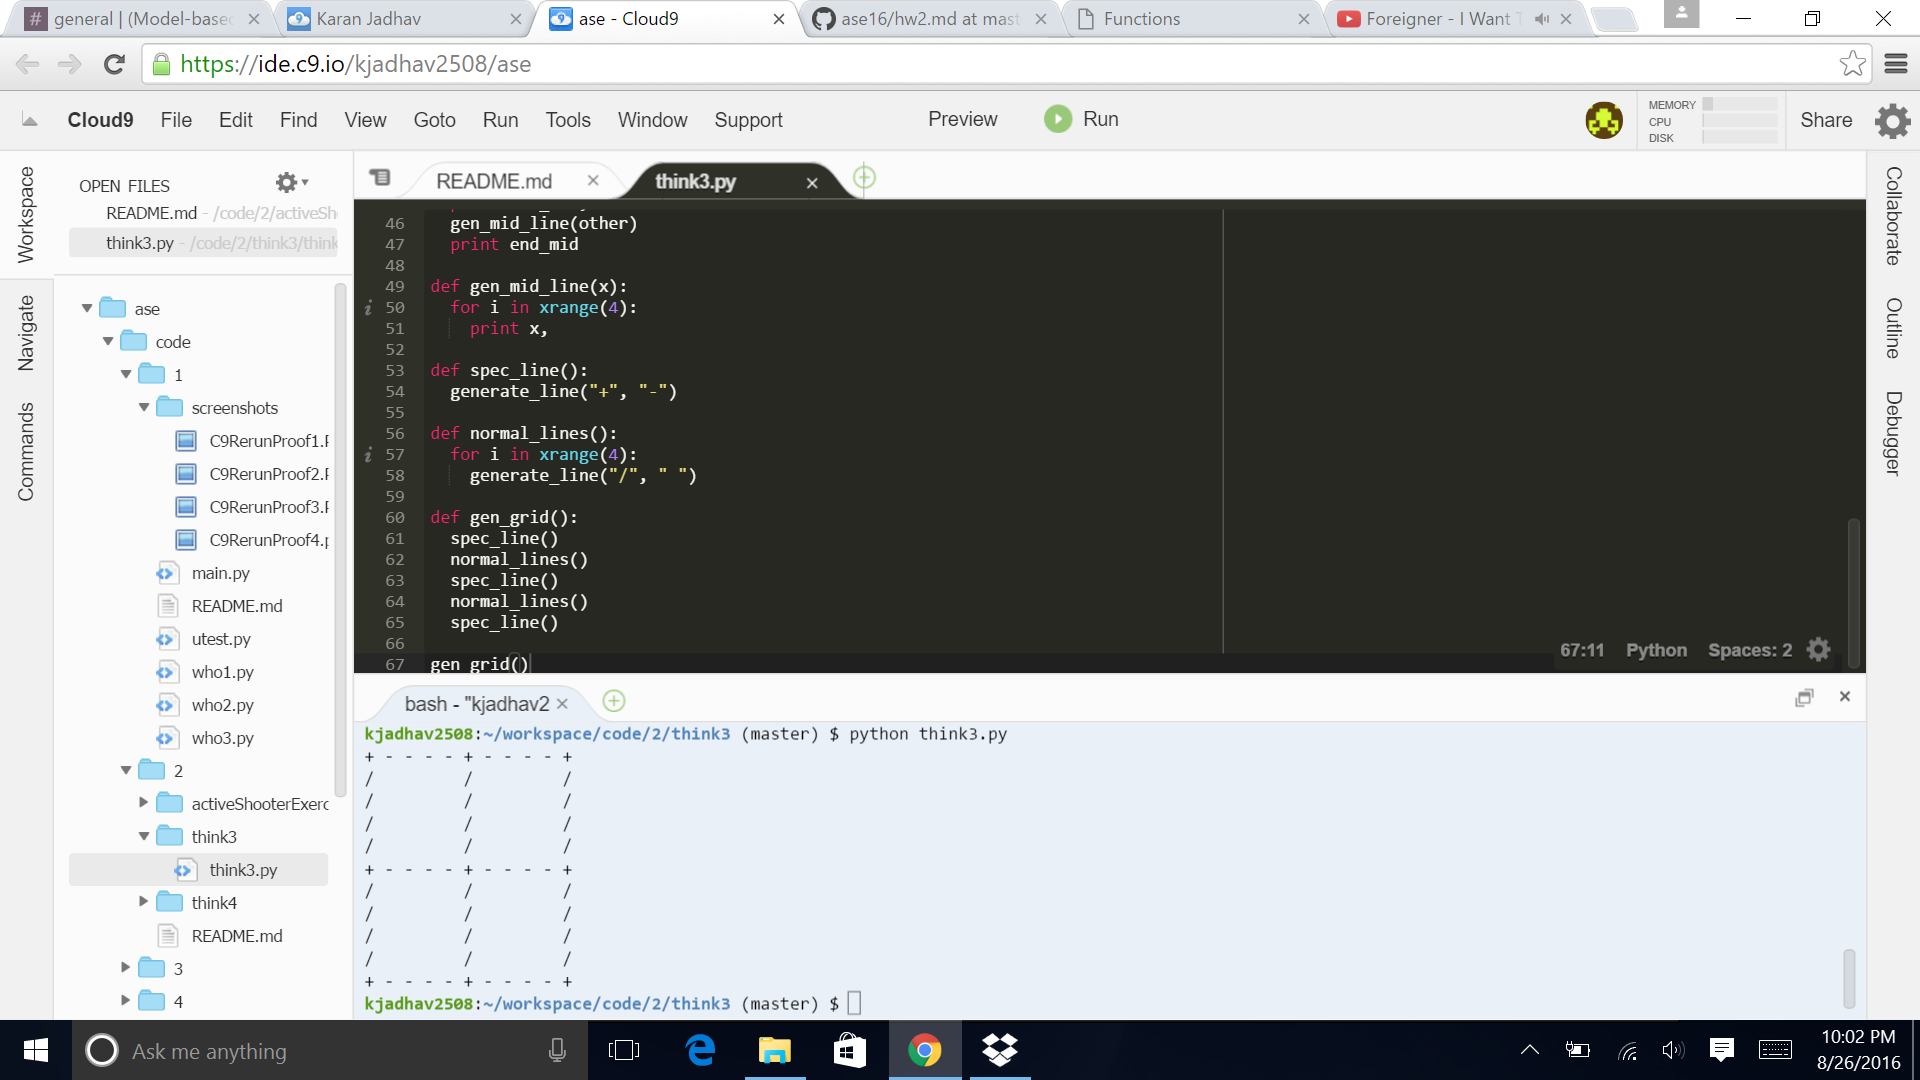 general | (Model-based
Karan Jadhav
ase - Cloud9
ase16/hw2.md at mast
Functions
Foreigner - I Want T
https://ide.c9.io/kjadhav2508/ase
Cloud9 File Edit Find View Goto Run Tools Window Support Preview Run
MEMORY
CPU
DISK
Share
Workspace
Navigate
Commands
OPEN FILES
README.md - /code/2/activeSh
think3.py - /code/2/think3/think
ase
code
1
screenshots
C9RerunProof1.P
C9RerunProof2.P
C9RerunProof3.P
C9RerunProof4.p
main.py
README.md
utest.py
who1.py
who2.py
who3.py
2
activeShooterExerc
think3
think3.py
think4
README.md
3
4
README.md
think3.py
46 gen_mid_line(other)
47 print end_mid
48
49 def gen_mid_line(x):
50 for i in xrange(4):
51 print x,
52
53 def spec_line():
54 generate_line("+", "-")
55
56 def normal_lines():
57 for i in xrange(4):
58 generate_line("/", " ")
59
60 def gen_grid():
61 spec_line()
62 normal_lines()
63 spec_line()
64 normal_lines()
65 spec_line()
66
67 gen_grid()
67:11 Python Spaces: 2
Collaborate
Outline
Debugger
bash - "kjadhav2
kjadhav2508:~/workspace/code/2/think3 (master) $ python think3.py
+ - - - - + - - - - +
/         /         /
/         /         /
/         /         /
/         /         /
+ - - - - + - - - - +
/         /         /
/         /         /
/         /         /
/         /         /
+ - - - - + - - - - +
kjadhav2508:~/workspace/code/2/think3 (master) $
Ask me anything
10:02 PM
8/26/2016